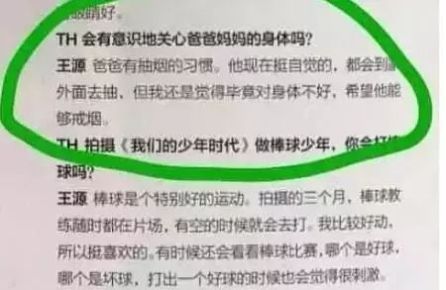 眼睛好。
TH 会有意识地关心爸爸妈妈的身体吗?
王源 爸爸有抽烟的习惯。他现在挺自觉的,都会到
外面去抽、但我还是觉得毕竟对身体不好,希望他能
够戒烟。
TH 拍摄《我们的少年时代》做棒球少年,你会打
球吗?
王源 棒球是个特别好的运动。拍摄的三个月,棒球教
练随时都在片场,有空的时候就会去打。我比较好动,
所以挺喜欢的。有时候还会看看棒球比赛,哪个是好球,
哪个是坏球,打出一个好球的时候也会觉得很刺激。